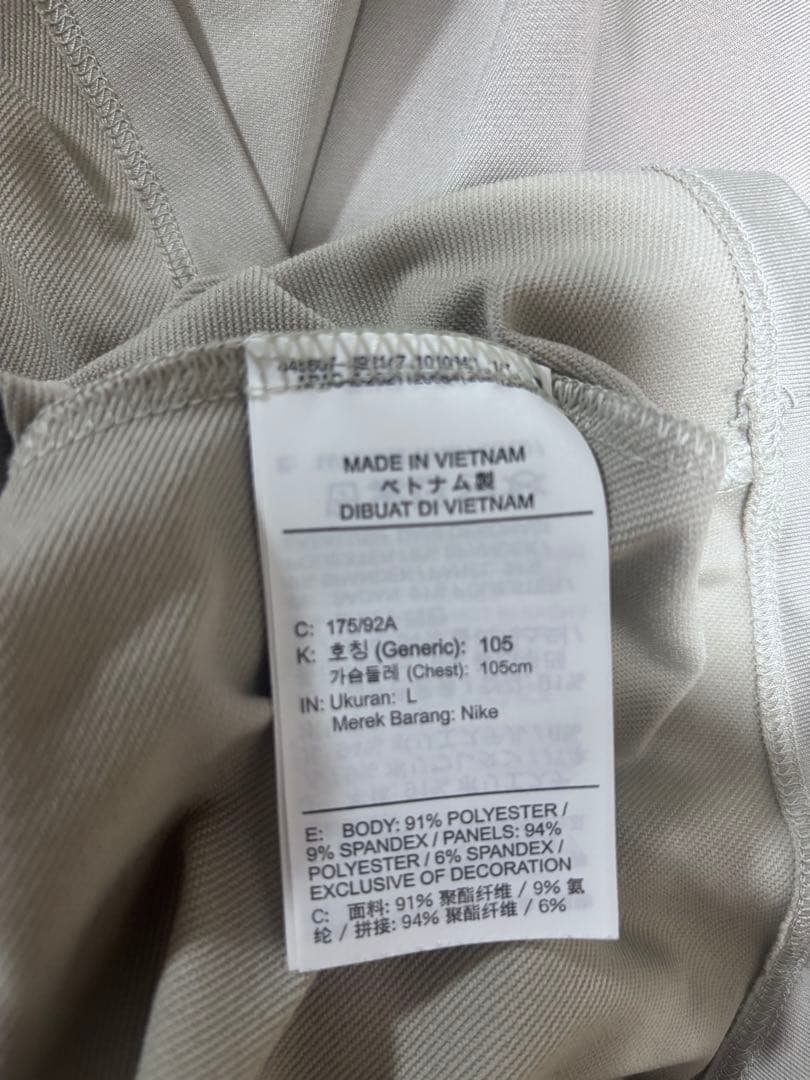 MADE IN VIETNAM
ベトナム製
DIBUAT DI VIETNAM
C: 175/92A
K: 호칭 (Generic): 105
가슴둘레 (Chest): 105cm
IN: Ukuran: L
Merek Barang: Nike
E: BODY: 91% POLYESTER /
9% SPANDEX / PANELS: 94%
POLYESTER / 6% SPANDEX /
EXCLUSIVE OF DECORATION
C: 面料: 91% 聚酯纤维 / 9% 氨
纶 / 拼接: 94% 聚酯纤维 / 6%